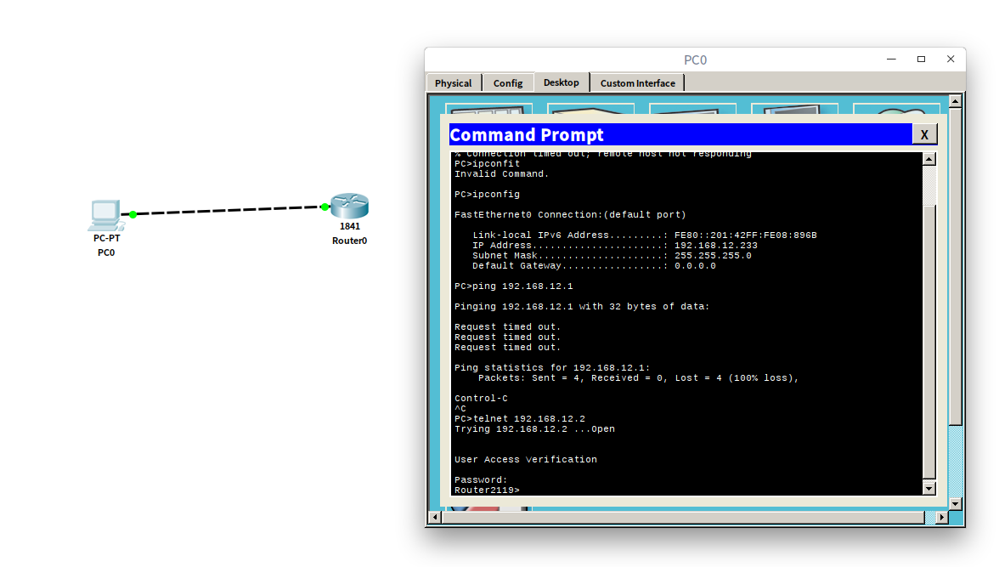 PC-PT
PC0
1841
Router0
PC0
Physical
Config
Desktop
Custom Interface
Command Prompt
X
% Connection timed out; remote host not responding
PC>ipconfit
Invalid Command.
PC>ipconfig
FastEthernet0 Connection:(default port)
Link-local IPv6 Address.........: FE80::201:42FF:FE08:896B
IP Address......................: 192.168.12.233
Subnet Mask.....................: 255.255.255.0
Default Gateway.................: 0.0.0.0
PC>ping 192.168.12.1
Pinging 192.168.12.1 with 32 bytes of data:
Request timed out.
Request timed out.
Request timed out.
Ping statistics for 192.168.12.1:
Packets: Sent = 4, Received = 0, Lost = 4 (100% loss),
Control-C
^C
PC>telnet 192.168.12.2
Trying 192.168.12.2 ...Open
User Access Verification
Password:
Router2119>